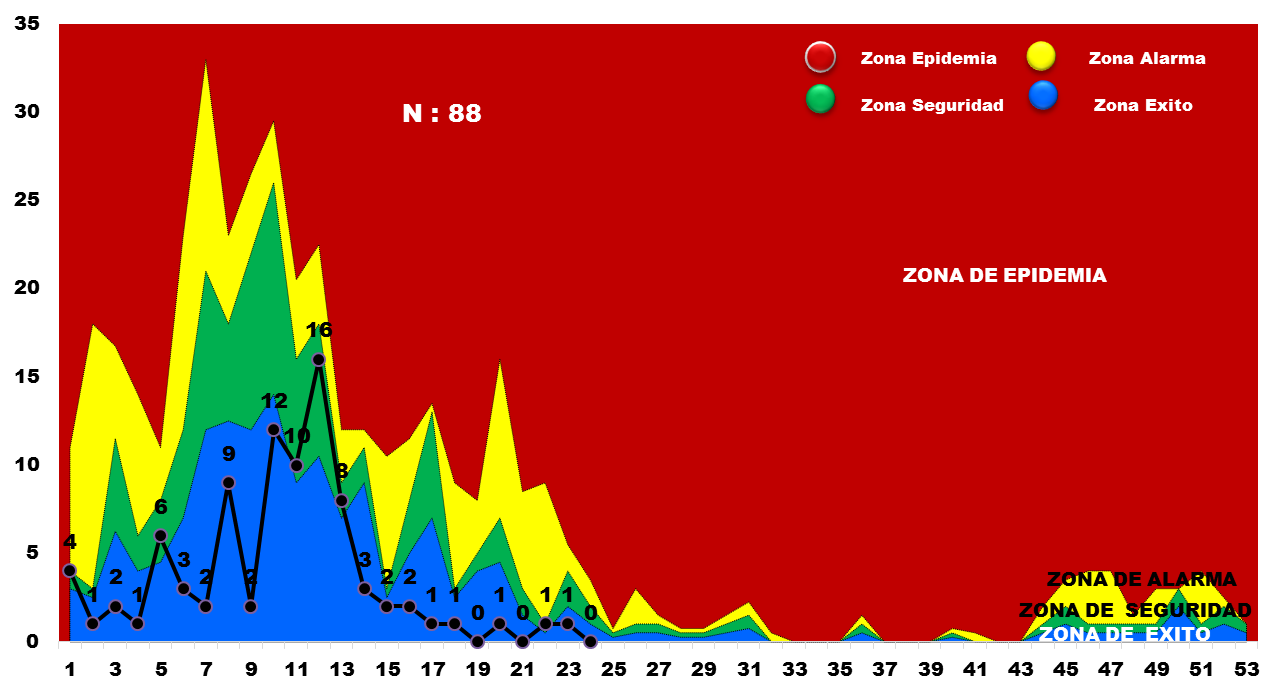 35
30
25
20
15
10
5
0
Zona Epidemia
Zona Alarma
Zona Seguridad
Zona Exito
N : 88
ZONA DE EPIDEMIA
4 1 2 1 6 3 2 9 2 12 10 16 8 3 2 2 1 1 0 1 0 1 1 0
ZONA DE ALARMA
ZONA DE SEGURIDAD
ZONA DE EXITO
1 3 5 7 9 11 13 15 17 19 21 23 25 27 29 31 33 35 37 39 41 43 45 47 49 51 53